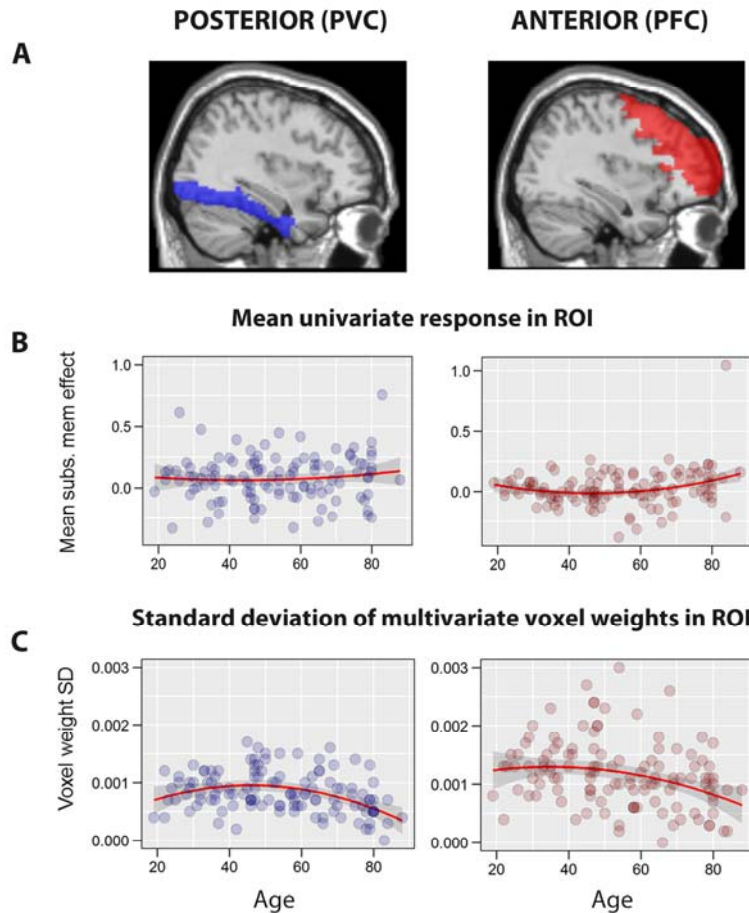 POSTERIOR (PVC) ANTERIOR (PFC)
A
Mean univariate response in ROI
B
Mean subs. mem effect
1.0 1.0
0.5 0.5
0.0 0.0
20 40 60 80 20 40 60 80
Standard deviation of multivariate voxel weights in ROI
C
Voxel weight SD
0.003 0.003
0.002 0.002
0.001 0.001
0.000 0.000
20 40 60 80 20 40 60 80
Age Age